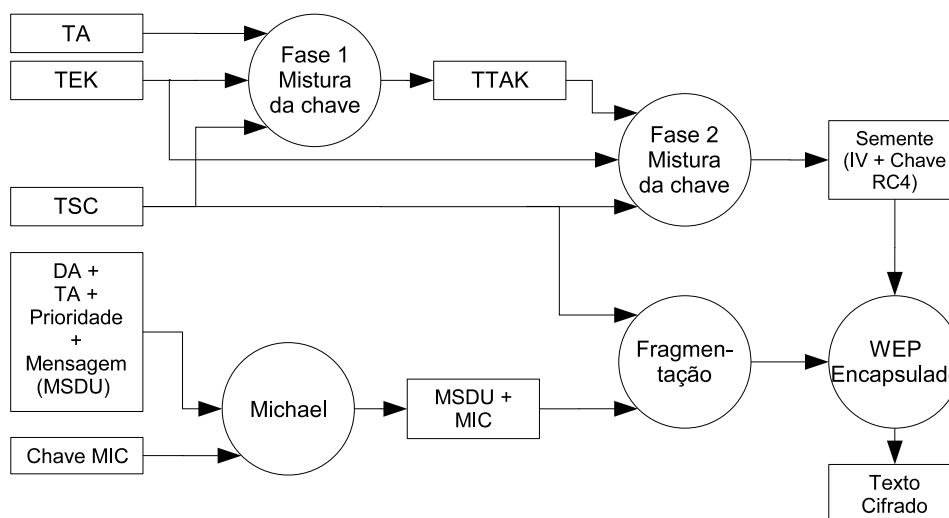 TA
TEK
Fase 1
Mistura
da chave
TTAK
Fase 2
Mistura
da chave
Semente
(IV + Chave
RC4)
TSC
DA +
TA +
Prioridade
+
Mensagem
(MSDU)
Michael
MSDU +
MIC
Fragmen-
tação
WEP
Encapsulado
Chave MIC
Texto
Cifrado